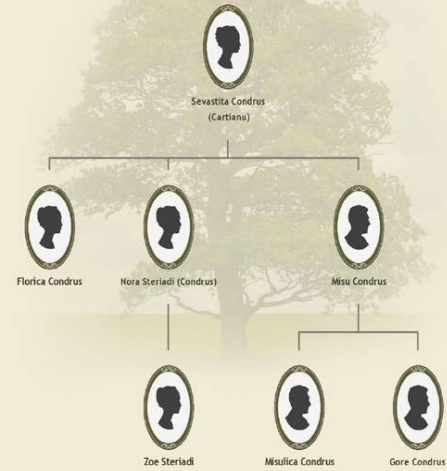 Sevastita Condrus
(Cartianu)
Florica Condrus
Nora Steriadi (Condrus)
Misu Condrus
Zoe Steriadi
Misulica Condrus
Gore Condrus